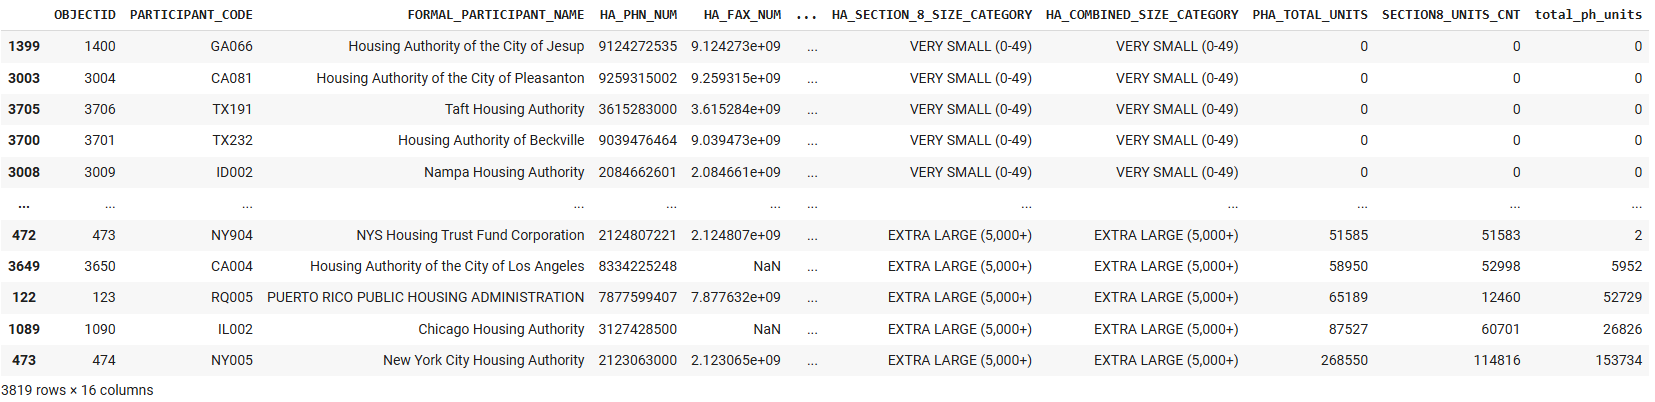 OBJECTID PARTICIPANT_CODE FORMAL_PARTICIPANT_NAME HA_PHN_NUM HA_FAX_NUM ... HA_SECTION_8_SIZE_CATEGORY HA_COMBINED_SIZE_CATEGORY PHA_TOTAL_UNITS SECTION8_UNITS_CNT total_ph_units
1399 1400 GA066 Housing Authority of the City of Jesup 9124272535 9.124273e+09 ... VERY SMALL (0-49) VERY SMALL (0-49) 0 0 0
3003 3004 CA081 Housing Authority of the City of Pleasanton 9259315002 9.259315e+09 ... VERY SMALL (0-49) VERY SMALL (0-49) 0 0 0
3705 3706 TX191 Taft Housing Authority 3615283000 3.615284e+09 ... VERY SMALL (0-49) VERY SMALL (0-49) 0 0 0
3700 3701 TX232 Housing Authority of Beckville 9039476464 9.039473e+09 ... VERY SMALL (0-49) VERY SMALL (0-49) 0 0 0
3008 3009 ID002 Nampa Housing Authority 2084662601 2.084661e+09 ... VERY SMALL (0-49) VERY SMALL (0-49) 0 0 0
... ... ... ... ... ... ... ... ... ... ... ...
472 473 NY904 NYS Housing Trust Fund Corporation 2124807221 2.124807e+09 ... EXTRA LARGE (5,000+) EXTRA LARGE (5,000+) 51585 51583 2
3649 3650 CA004 Housing Authority of the City of Los Angeles 8334225248 NaN ... EXTRA LARGE (5,000+) EXTRA LARGE (5,000+) 58950 52998 5952
122 123 RQ005 PUERTO RICO PUBLIC HOUSING ADMINISTRATION 7877599407 7.877632e+09 ... EXTRA LARGE (5,000+) EXTRA LARGE (5,000+) 65189 12460 52729
1089 1090 IL002 Chicago Housing Authority 3127428500 NaN ... EXTRA LARGE (5,000+) EXTRA LARGE (5,000+) 87527 60701 26826
473 474 NY005 New York City Housing Authority 2123063000 2.123065e+09 ... EXTRA LARGE (5,000+) EXTRA LARGE (5,000+) 268550 114816 153734
3819 rows × 16 columns